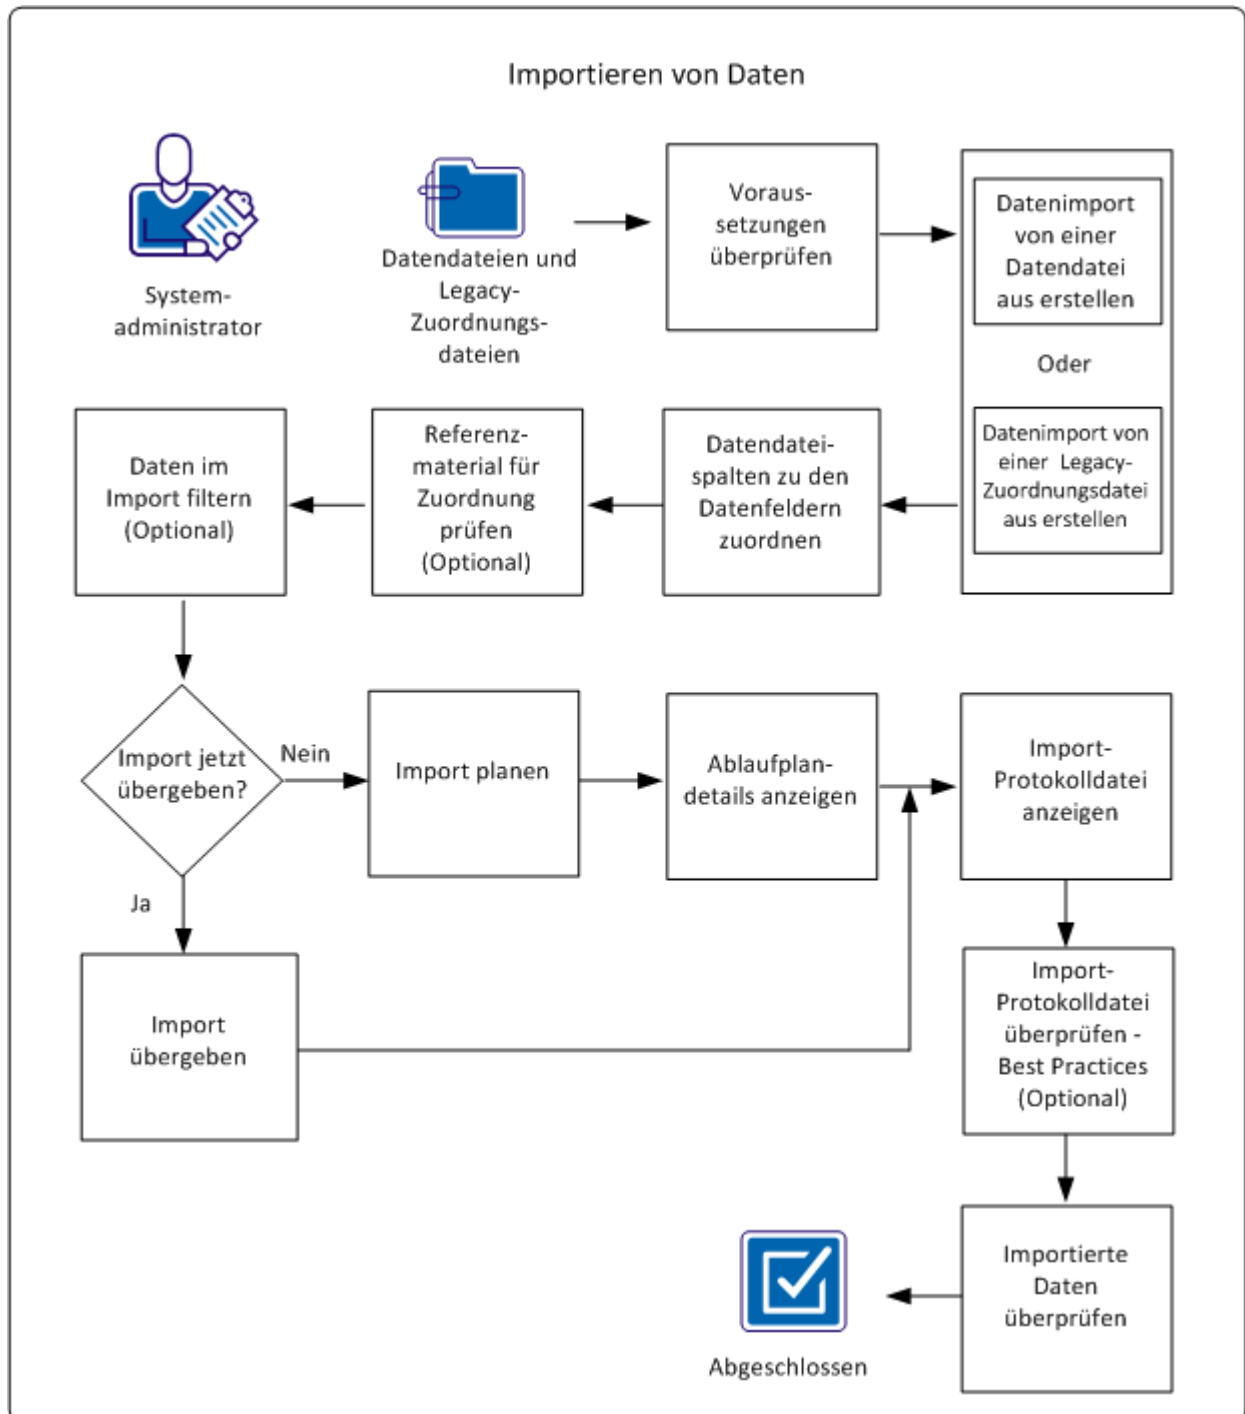 Importieren von Daten
System-
administrator
Datendateien und
Legacy-
Zuordnungs-
dateien
Voraus-
setzungen
überprüfen
Datenimport
von einer
Datendatei
aus erstellen
Oder
Datenimport von
einer Legacy-
Zuordnungsdatei
aus erstellen
Datendatei-
spalten zu den
Datenfeldern
zuordnen
Referenz-
material für
Zuordnung
prüfen
(Optional)
Daten im
Import filtern
(Optional)
Import jetzt
übergeben?
Nein
Import planen
Ablaufplan-
details anzeigen
Import-
Protokolldatei
anzeigen
Ja
Import
übergeben
Import-
Protokolldatei
überprüfen -
Best Practices
(Optional)
Importierte
Daten
überprüfen
Abgeschlossen